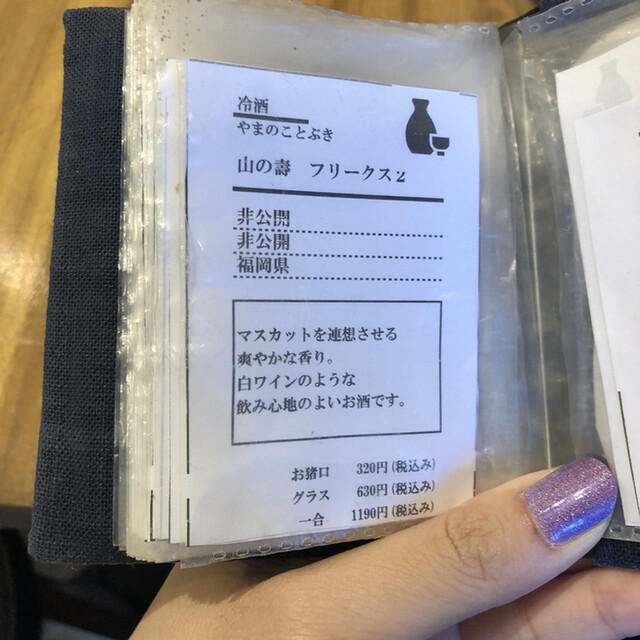 冷酒
やまのことぶき
山の壽 フリークス2
非公開
非公開
福岡県
マスカットを連想させる
爽やかな香り。
白ワインのような
飲み心地のよいお酒です。
お猪口 320円(税込み)
グラス 630円(税込み)
一合 1190円(税込み)